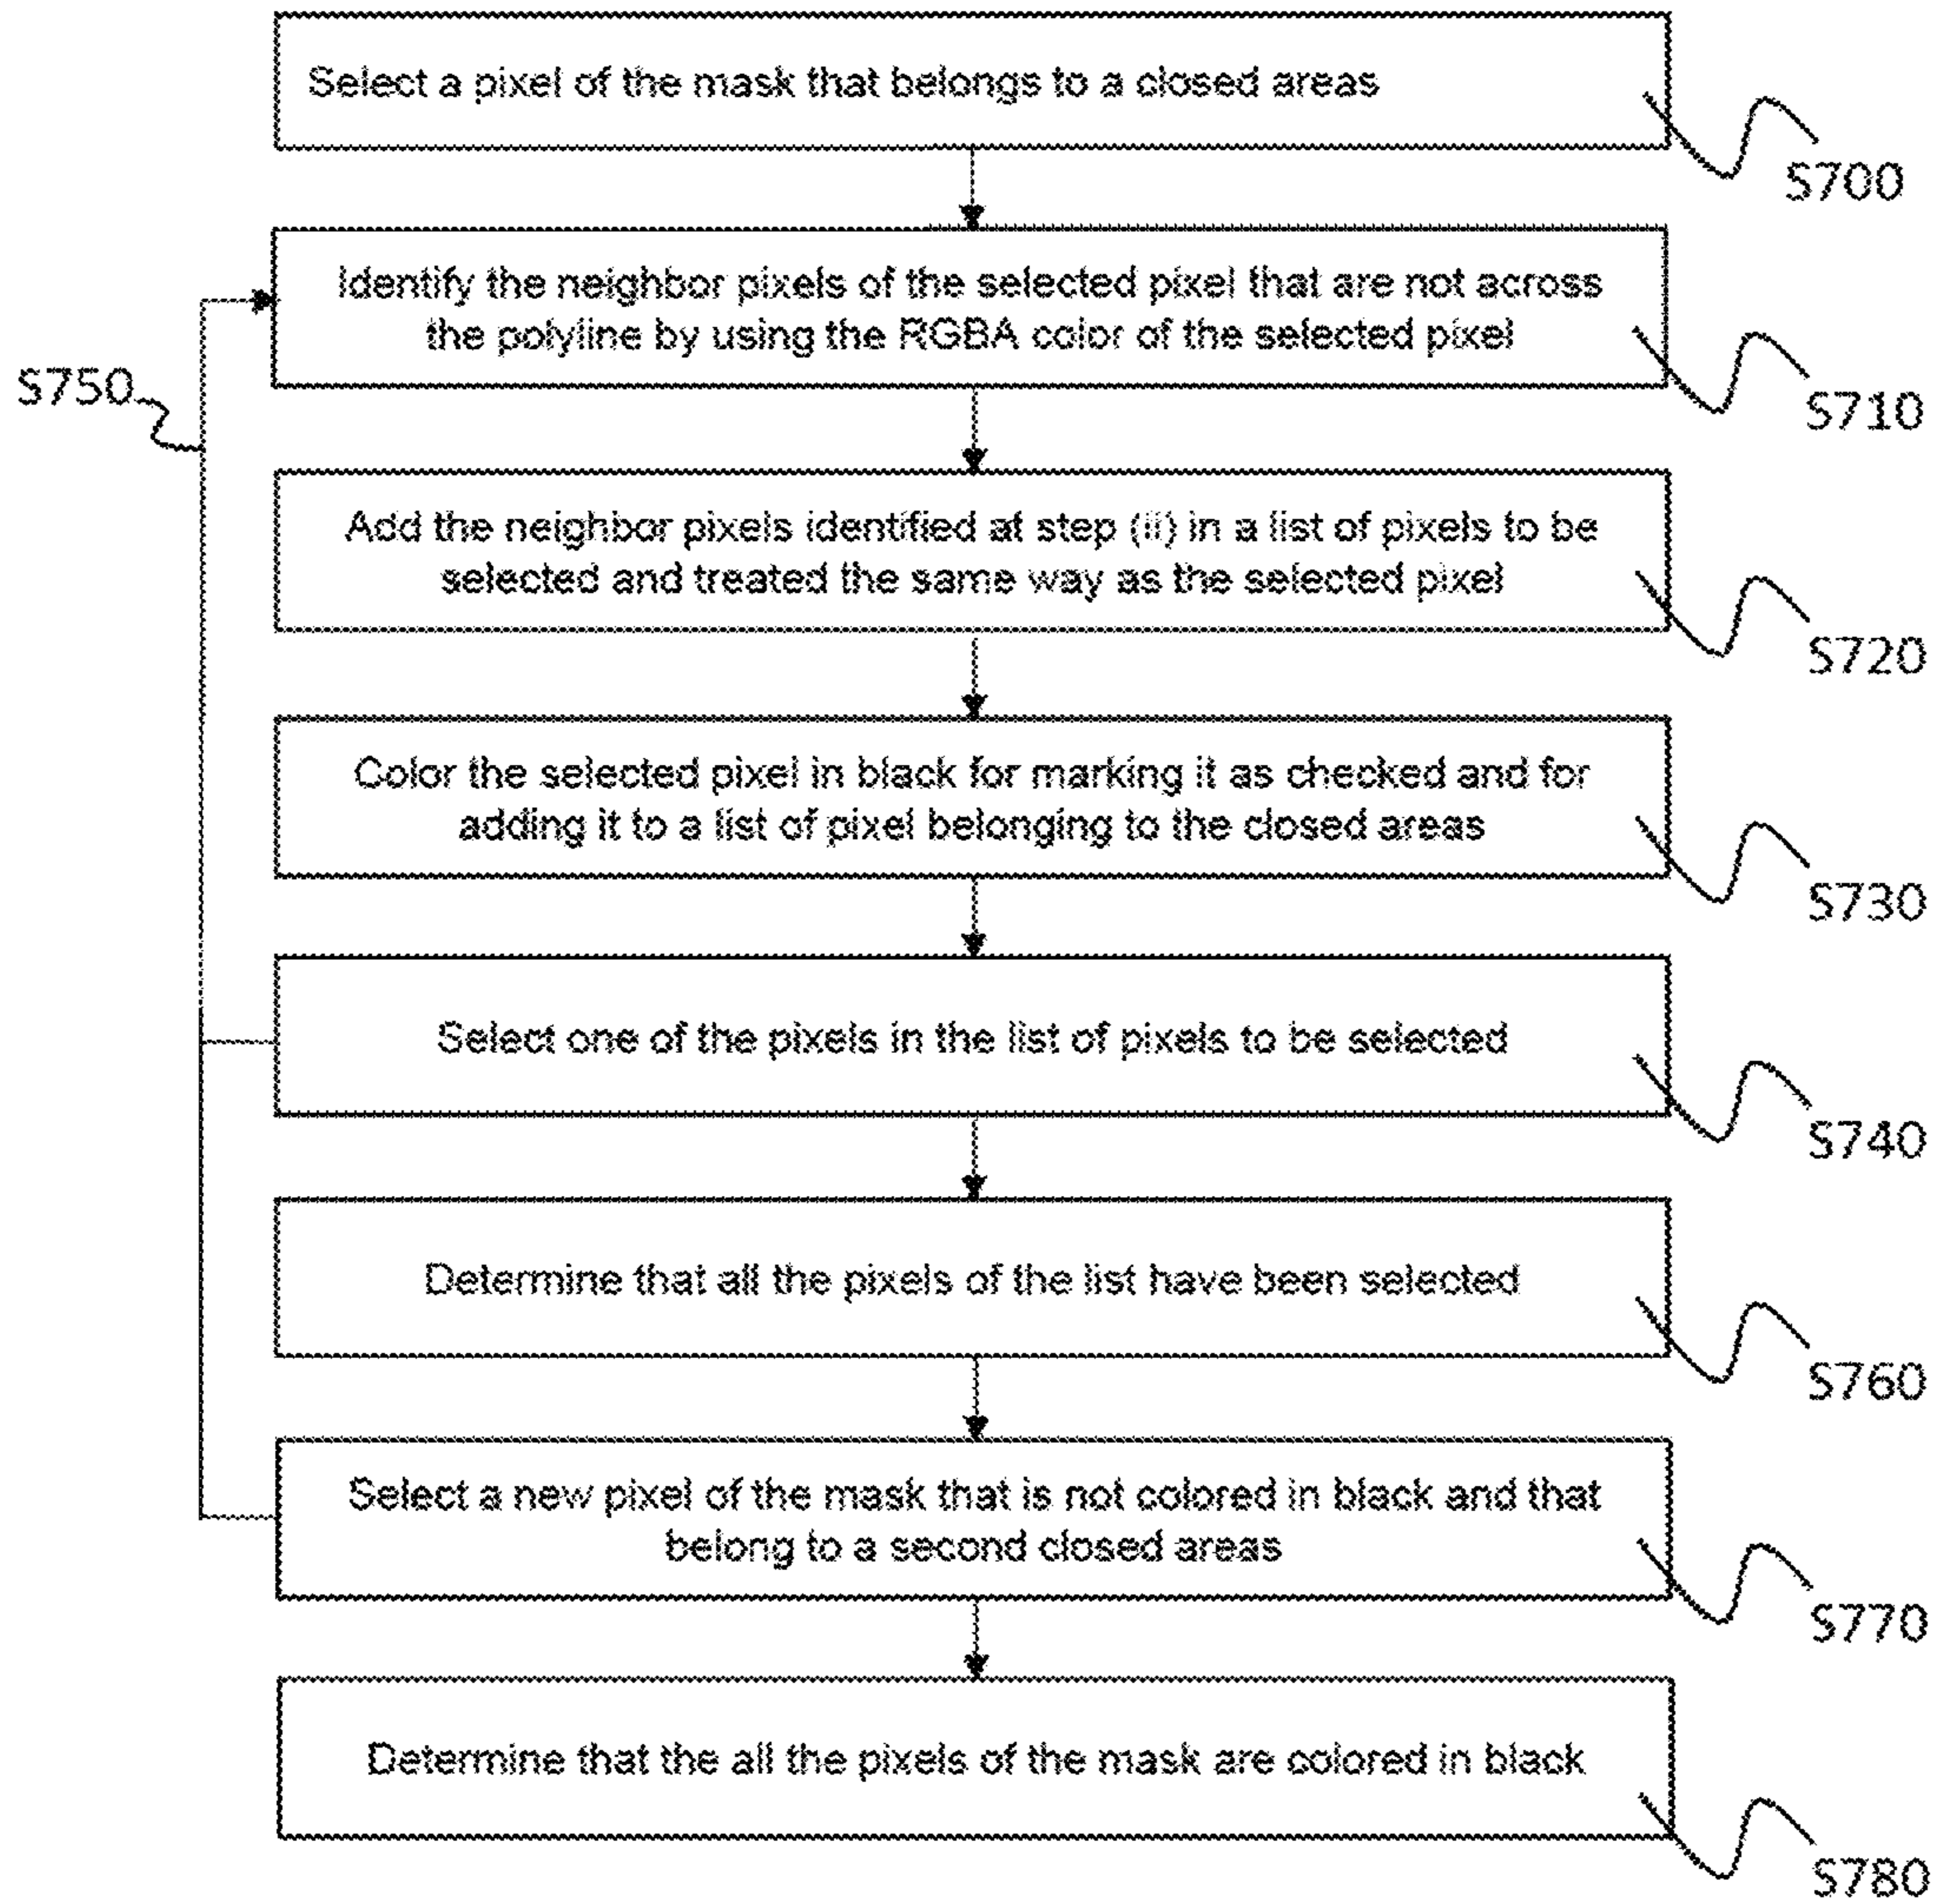 Select a pixel of the mask that belongs to a closed areas
S700
Identify the neighbor pixels of the selected pixel that are not across
the polyline by using the RGBA color of the selected pixel
S750
S710
Add the neighbor pixels identified at step (ii) in a list of pixels to be
selected and treated the same way as the selected pixel
S720
Color the selected pixel in black for marking it as checked and for
adding it to a list of pixel belonging to the closed areas
S730
Select one of the pixels in the list of pixels to be selected
S740
Determine that all the pixels of the list have been selected
S760
Select a new pixel of the mask that is not colored in black and that
belong to a second closed areas
S770
Determine that the all the pixels of the mask are colored in black
S780